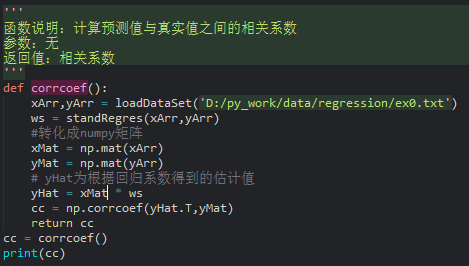 '''
函数说明：计算预测值与真实值之间的相关系数
参数：无
返回值：相关系数
'''
def corrcoef():
    xArr,yArr = loadDataSet('D:/py_work/data/regression/ex0.txt')
    ws = standRegres(xArr,yArr)
    #转化成numpy矩阵
    xMat = np.mat(xArr)
    yMat = np.mat(yArr)
    # yHat为根据回归系数得到的估计值
    yHat = xMat * ws
    cc = np.corrcoef(yHat.T,yMat)
    return cc
cc = corrcoef()
print(cc)